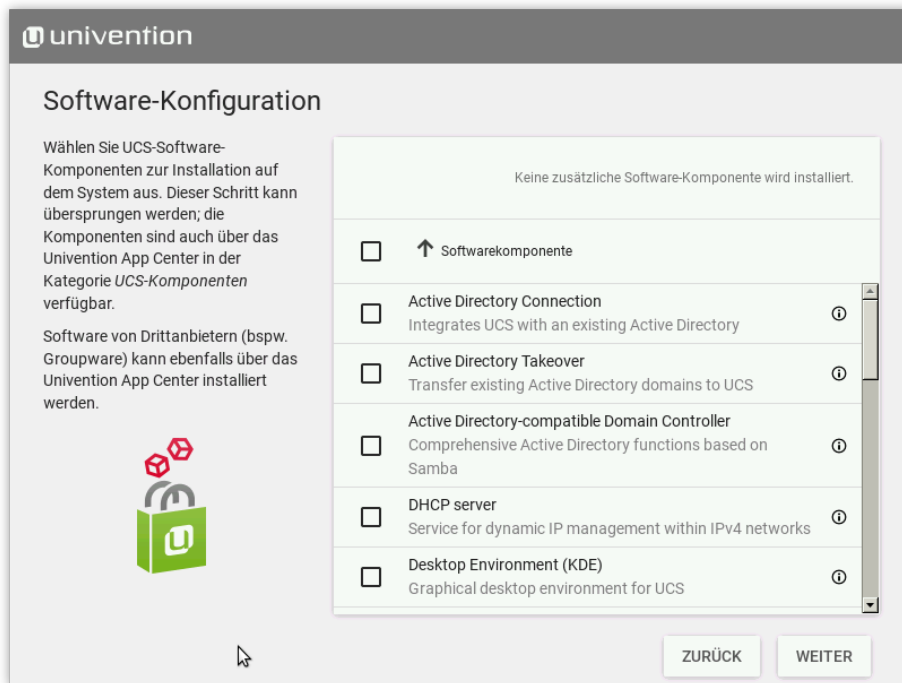 univention
Software-Konfiguration
Wählen Sie UCS-Software-
Komponenten zur Installation auf
dem System aus. Dieser Schritt kann
übersprungen werden; die
Komponenten sind auch über das
Univention App Center in der
Kategorie UCS-Komponenten
verfügbar.
Software von Drittanbietern (bspw.
Groupware) kann ebenfalls über das
Univention App Center installiert
werden.
Keine zusätzliche Software-Komponente wird installiert.
Softwarekomponente
Active Directory Connection
Integrates UCS with an existing Active Directory
Active Directory Takeover
Transfer existing Active Directory domains to UCS
Active Directory-compatible Domain Controller
Comprehensive Active Directory functions based on
Samba
DHCP server
Service for dynamic IP management within IPv4 networks
Desktop Environment (KDE)
Graphical desktop environment for UCS
ZURÜCK
WEITER